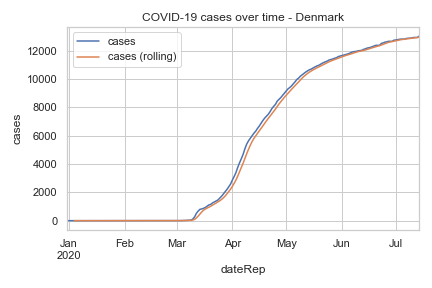 COVID-19 cases over time - Denmark
cases
cases (rolling)
12000
10000
8000
6000
4000
2000
0
cases
Jan Feb Mar Apr May Jun Jul
2020
dateRep